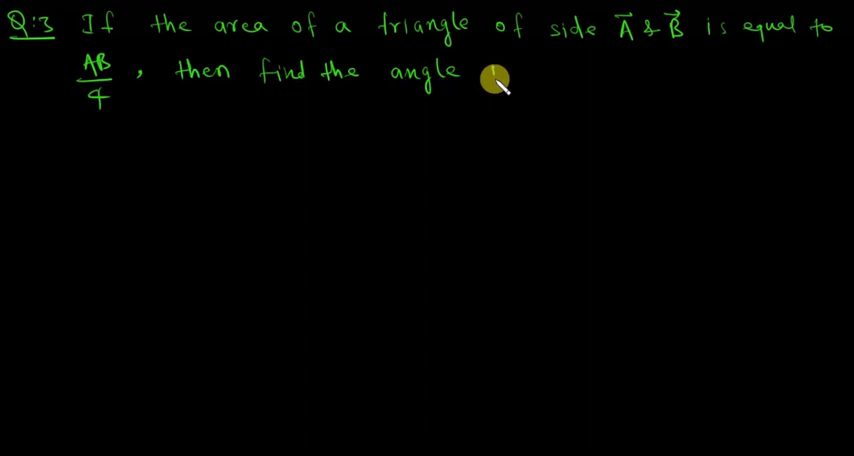 Q:3 If the area of a triangle of side A⃗ & B⃗ is equal to
AB/4, then find the angle